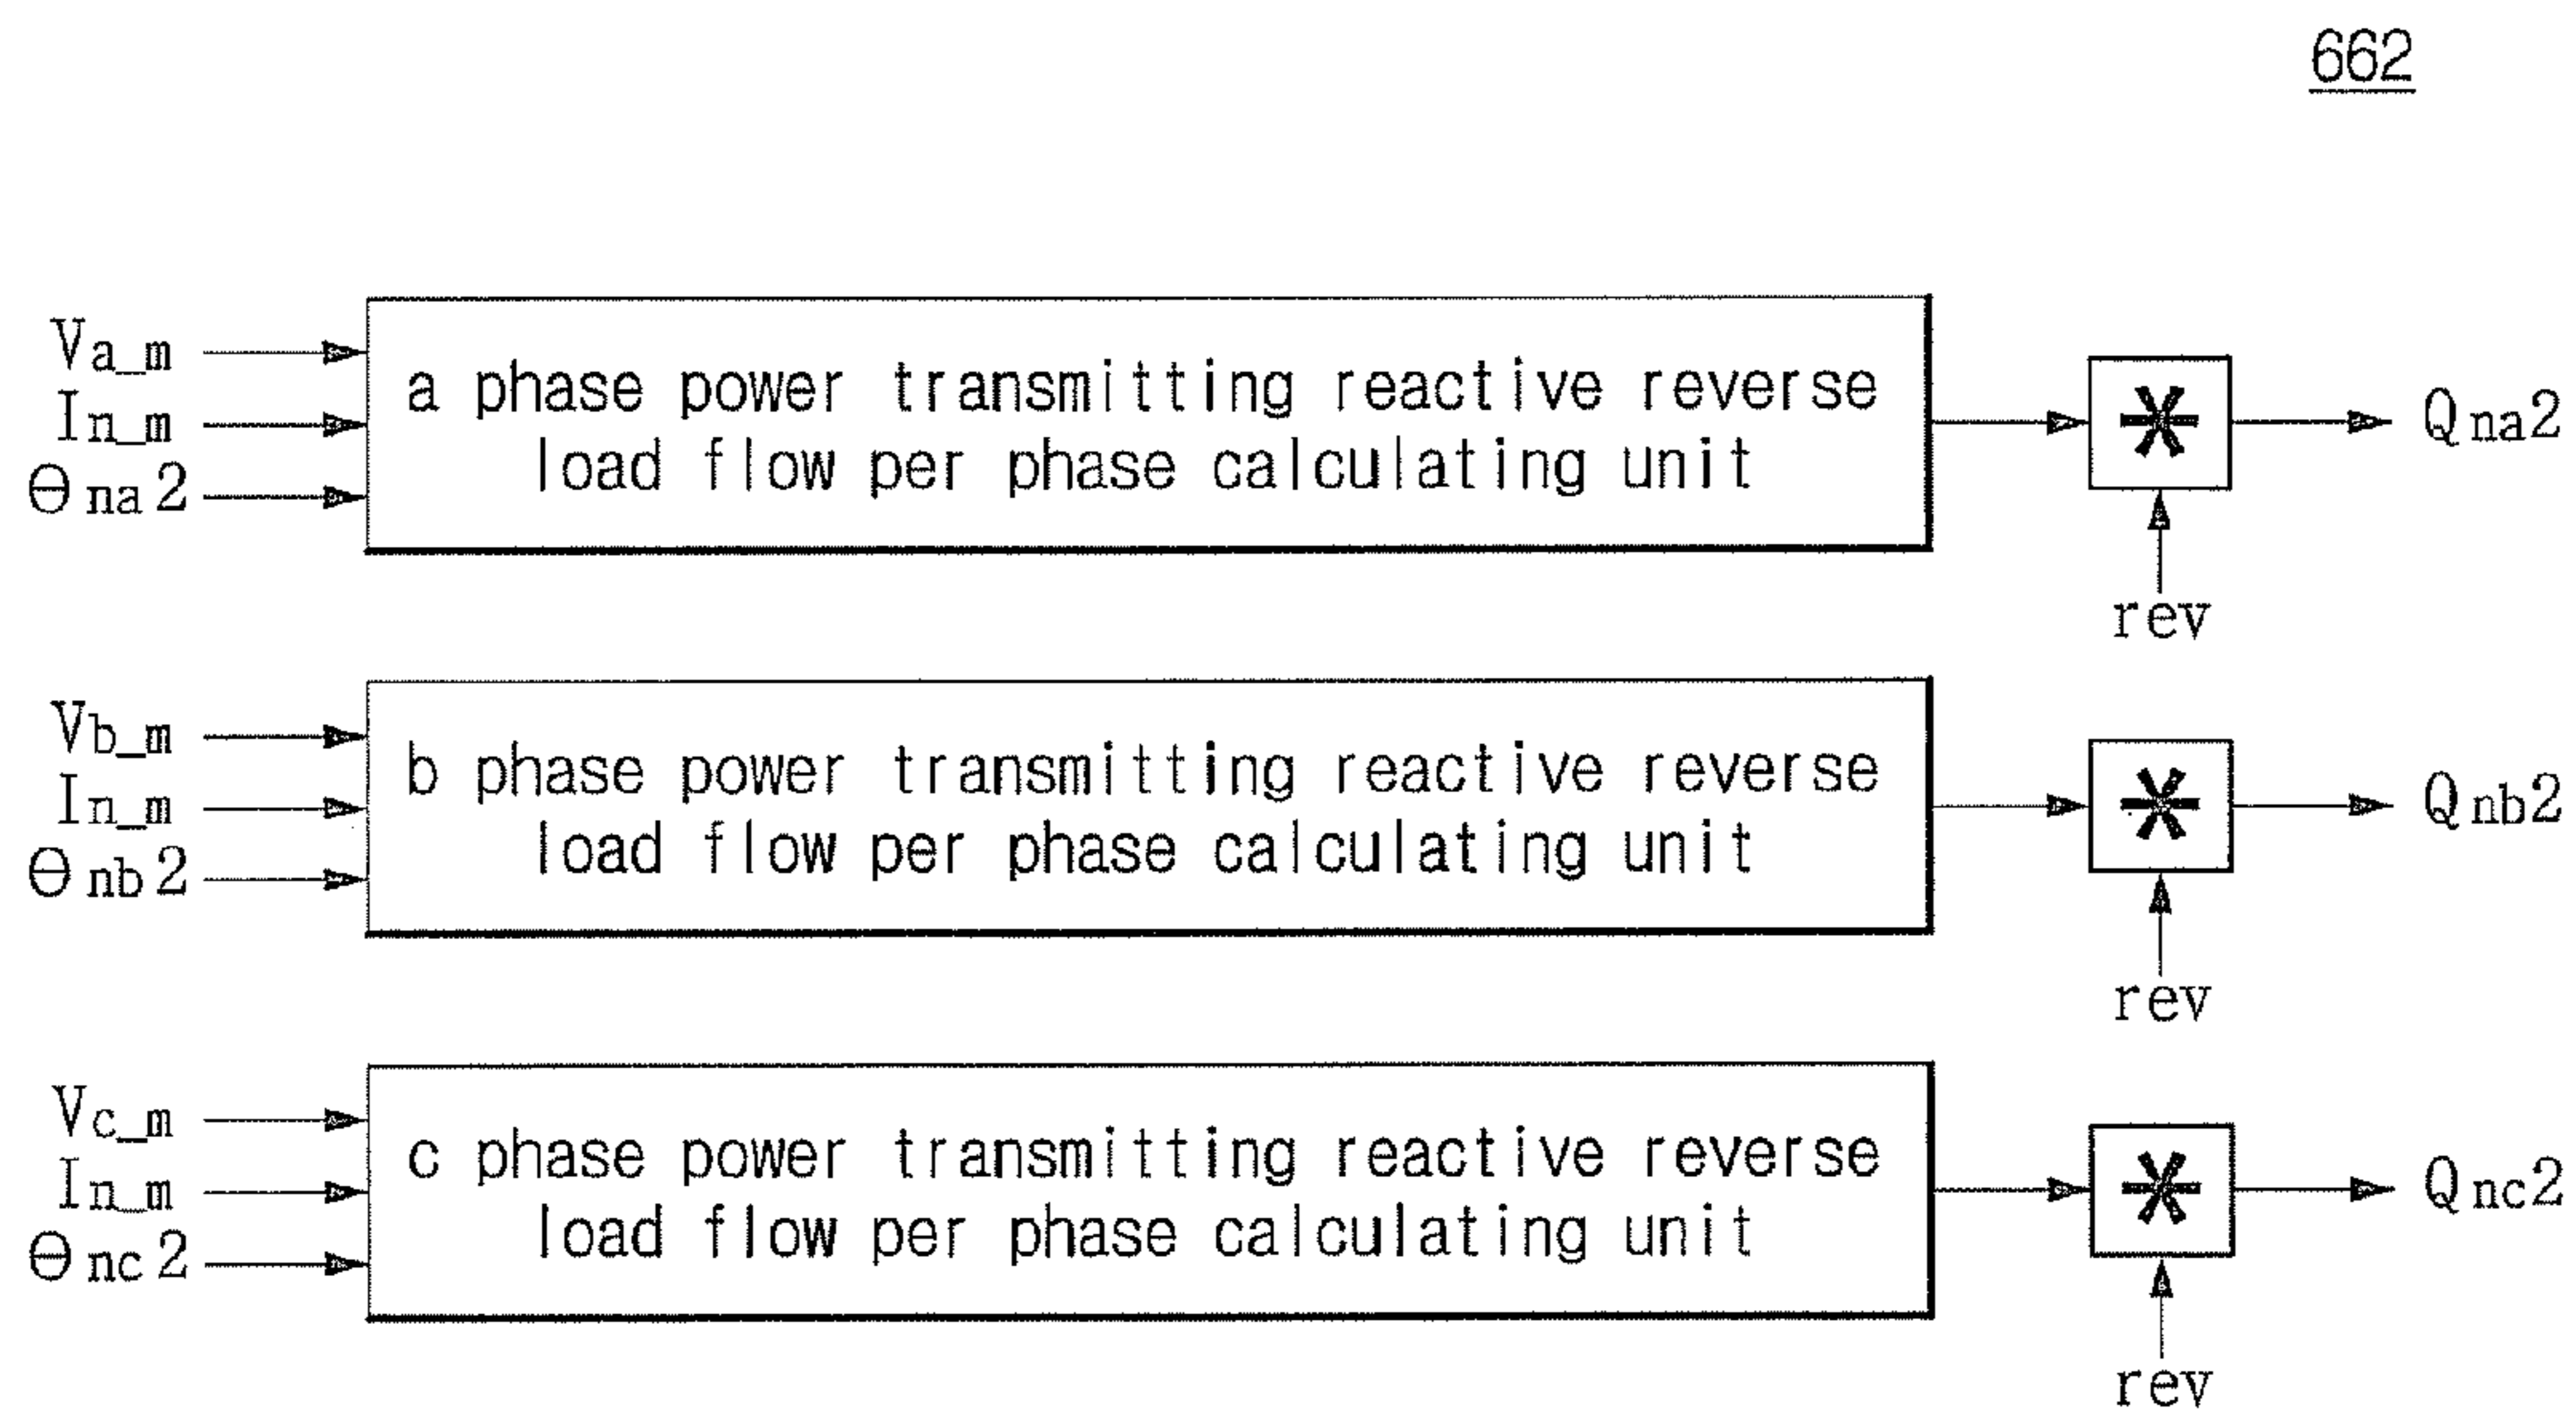 662
Va_m
In_m
θna2
a phase power transmitting reactive reverse
load flow per phase calculating unit
*
Qna2
rev
Vb_m
In_m
θnb2
b phase power transmitting reactive reverse
load flow per phase calculating unit
*
Qnb2
rev
Vc_m
In_m
θnc2
c phase power transmitting reactive reverse
load flow per phase calculating unit
*
Qnc2
rev